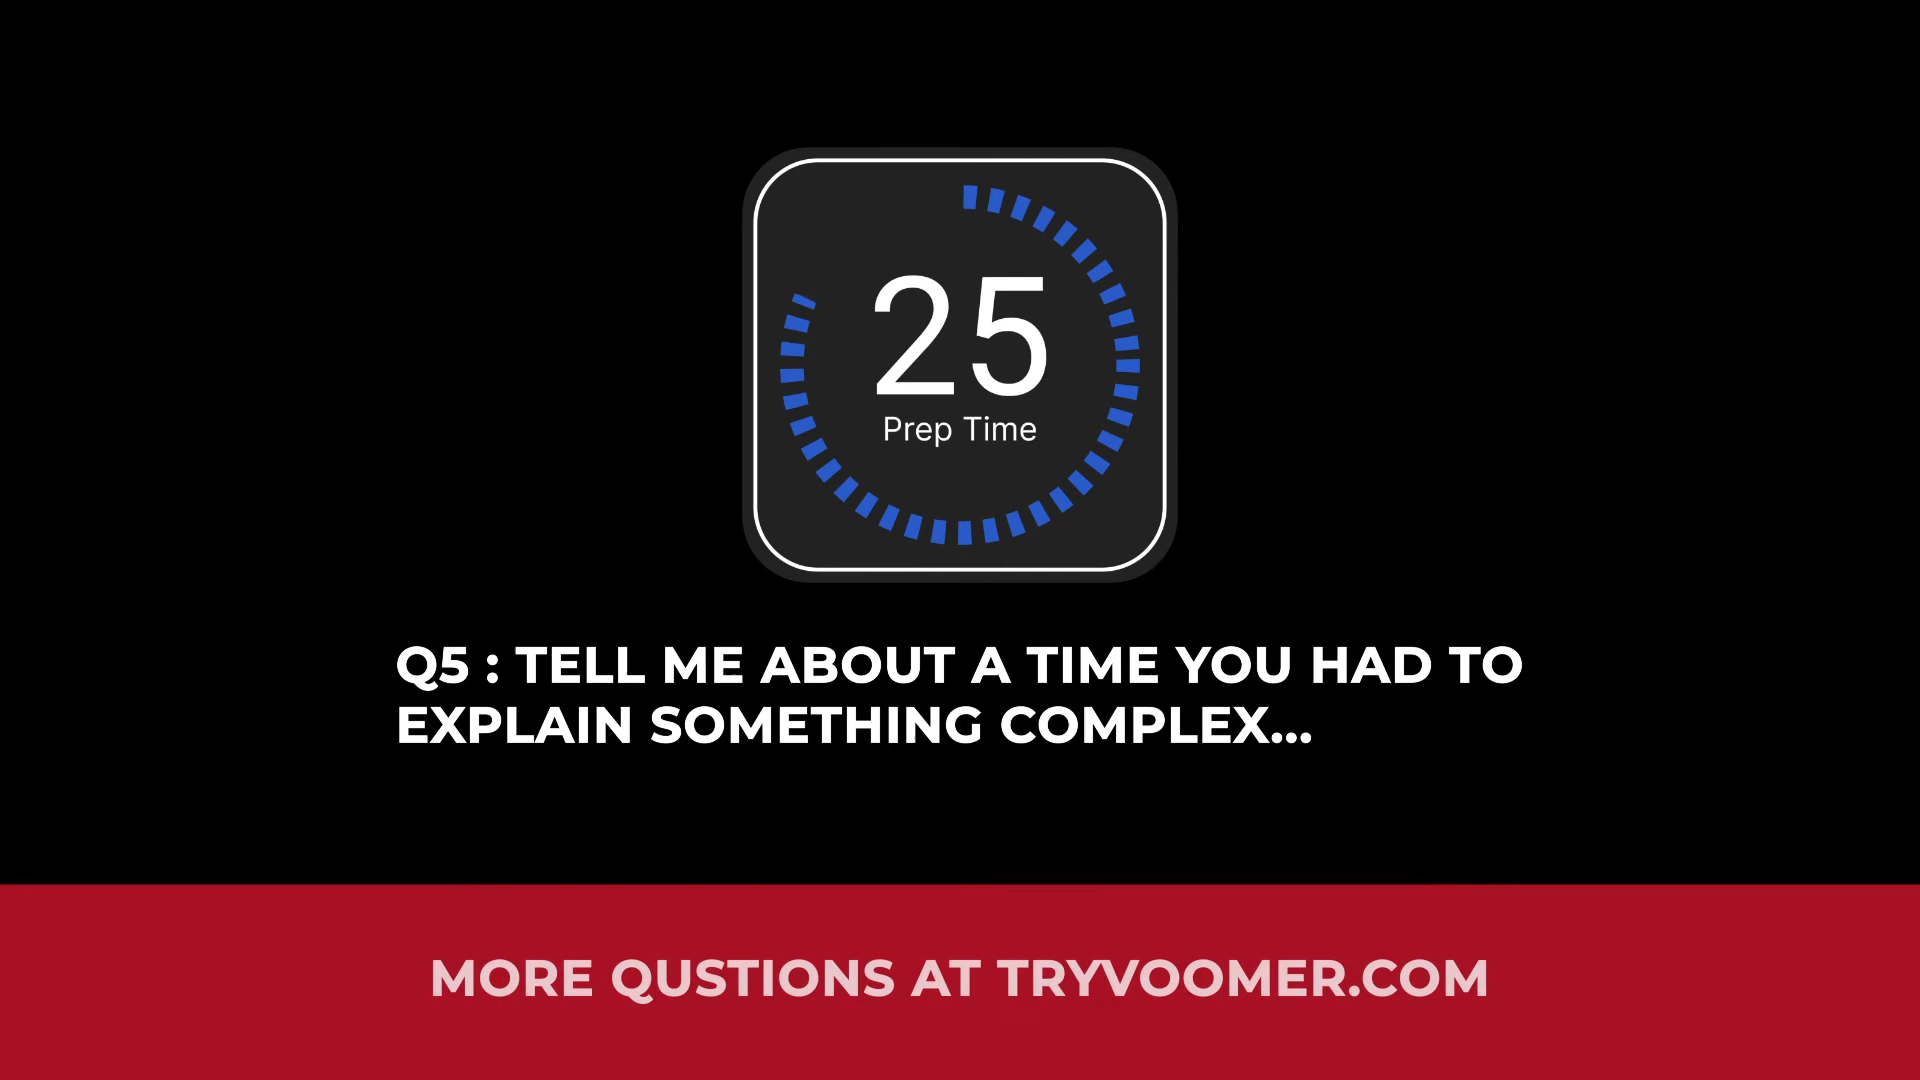 25
Prep Time
Q5 : TELL ME ABOUT A TIME YOU HAD TO
EXPLAIN SOMETHING COMPLEX...
MORE QUSTIONS AT TRYVOOMER.COM